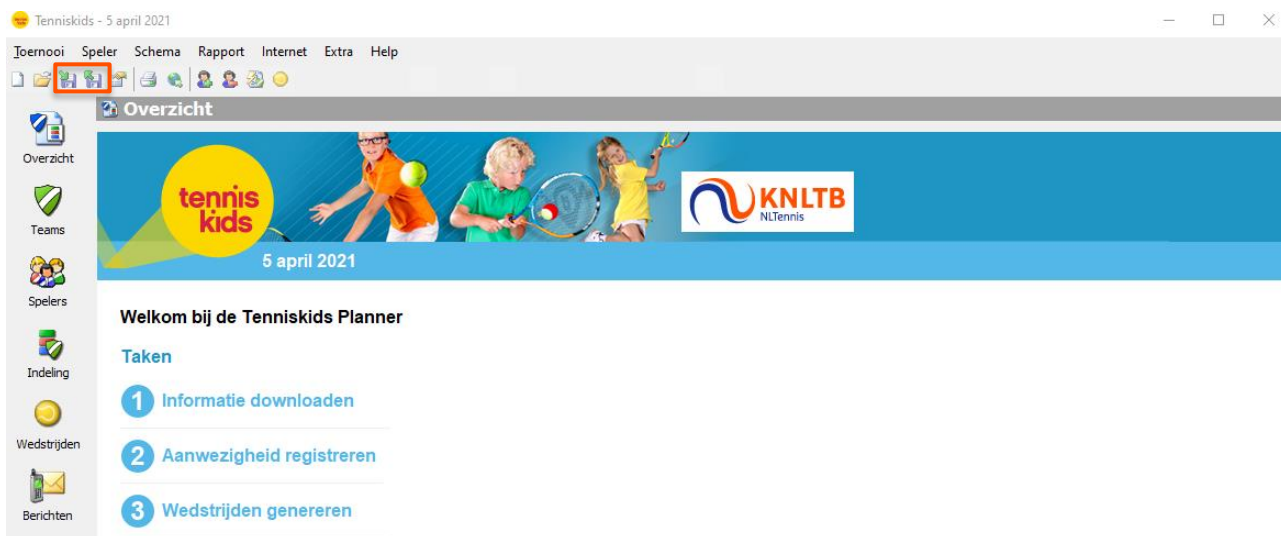 Tenniskids - 5 april 2021
Toernooi Speler Schema Rapport Internet Extra Help
Overzicht
Overzicht
Teams
Spelers
Indeling
Wedstrijden
Berichten
tennis
kids
KNLTB
NLTennis
5 april 2021
Welkom bij de Tenniskids Planner
Taken
1 Informatie downloaden
2 Aanwezigheid registreren
3 Wedstrijden genereren